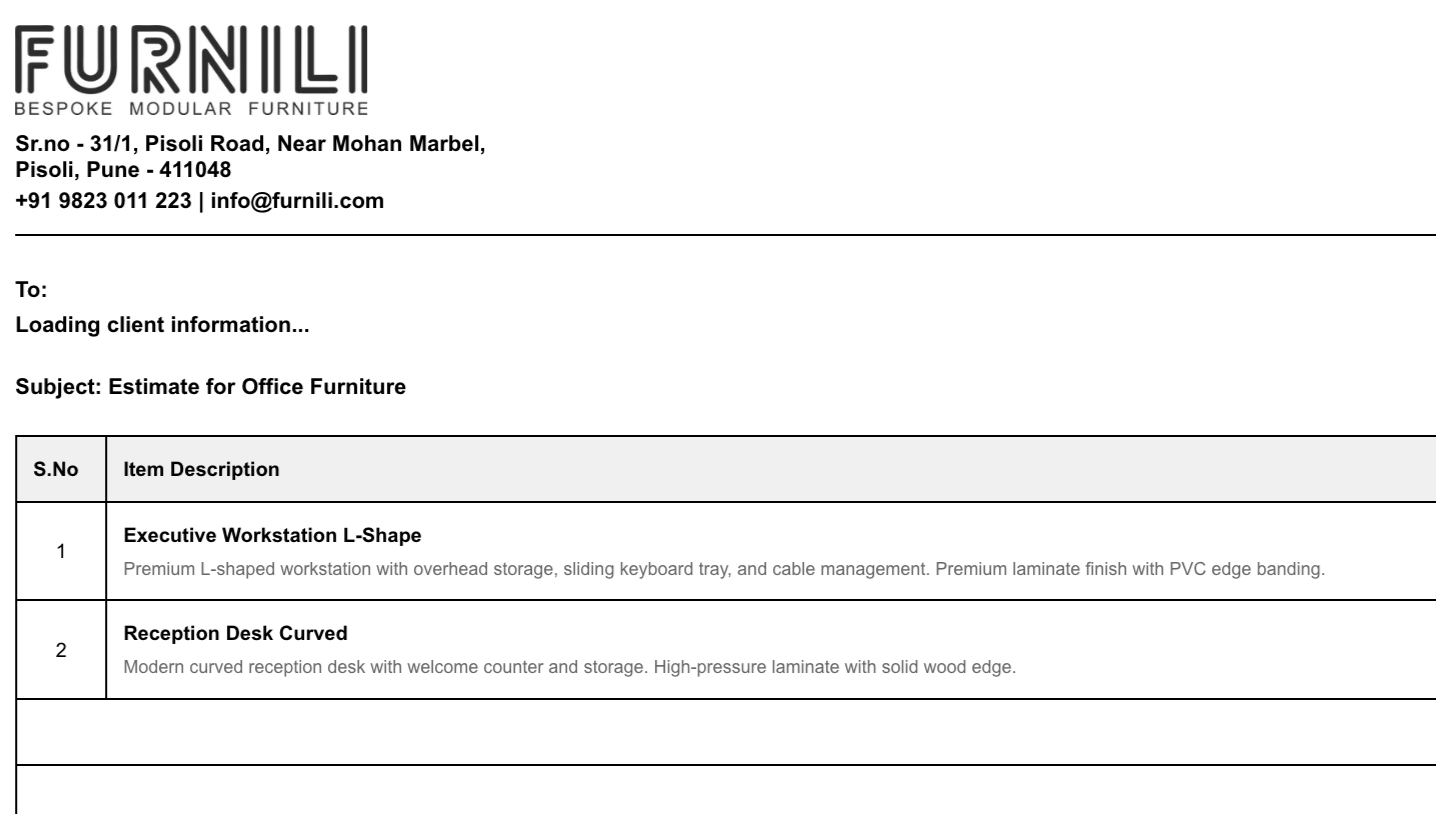 FURNILI
BESPOKE MODULAR FURNITURE
Sr.no - 31/1, Pisoli Road, Near Mohan Marbel,
Pisoli, Pune - 411048
+91 9823 011 223 | info@furnili.com
To:
Loading client information...
Subject: Estimate for Office Furniture
S.No Item Description
1 Executive Workstation L-Shape
Premium L-shaped workstation with overhead storage, sliding keyboard tray, and cable management. Premium laminate finish with PVC edge banding.
2 Reception Desk Curved
Modern curved reception desk with welcome counter and storage. High-pressure laminate with solid wood edge.